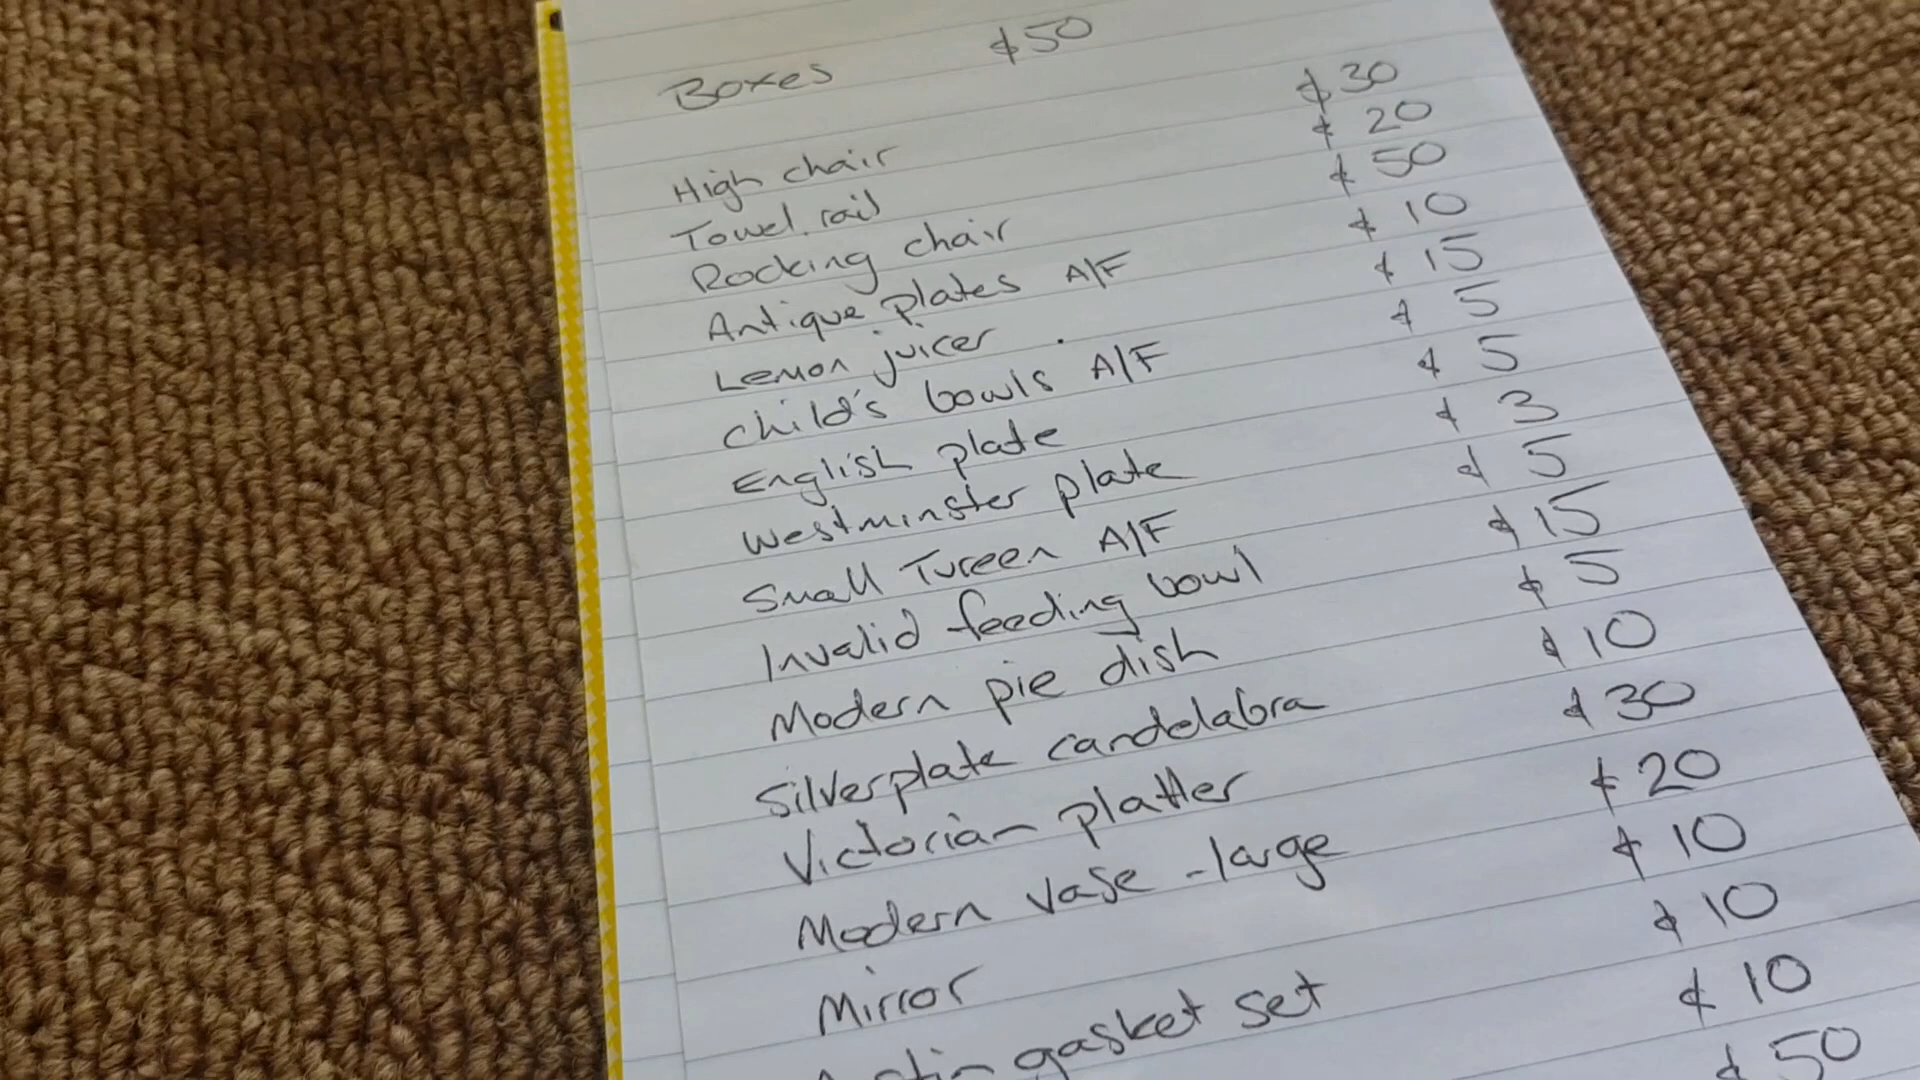 Boxes $50
High chair $30
Towel rail $20
Rocking chair $50
Antique plates A/F $10
Lemon juicer $15
Child's bowls A/F $5
English plate $5
Westminster plate $3
Small Tureen A/F $5
Invalid feeding bowl $15
Modern pie dish $5
Silverplate candelabra $10
Victorian platter $30
Modern vase - large $20
Mirror $10
gasket set $10
$10
$50